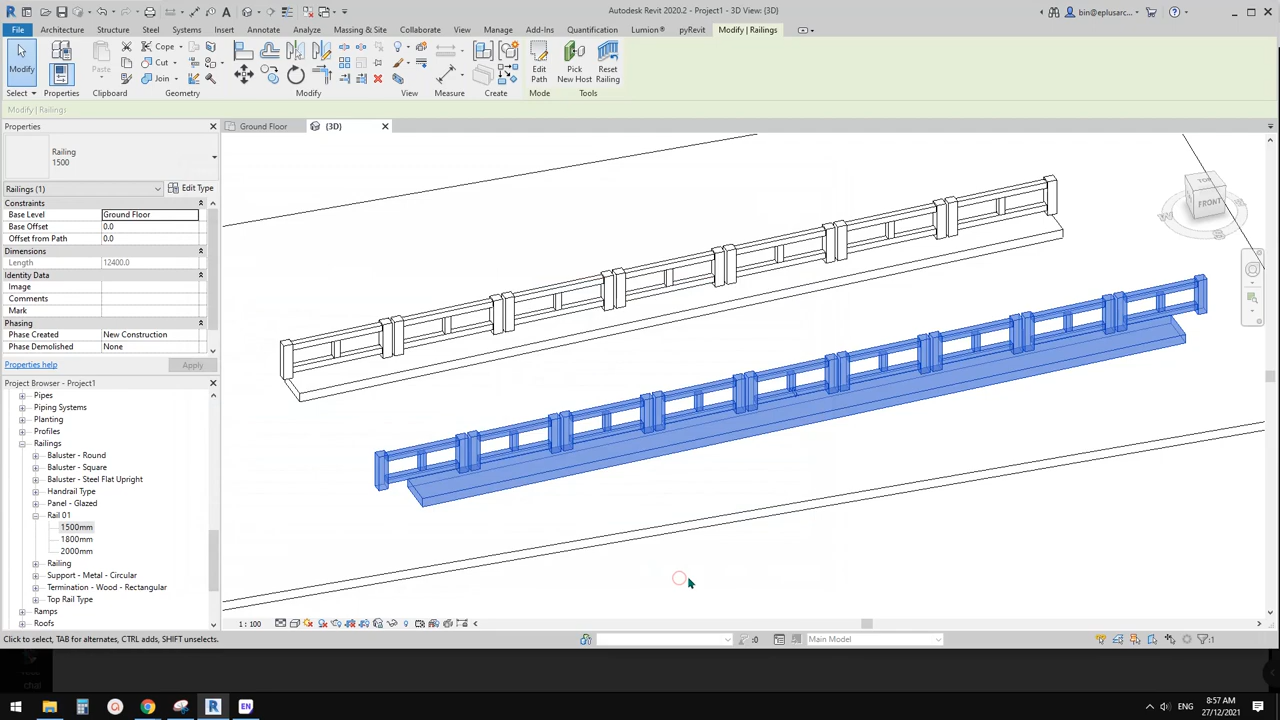 Autodesk Revit 2020.2 - Project1 - 3D View: {3D}
bin@eplusarc...
File Architecture Structure Steel Systems Insert Annotate Analyze Massing & Site Collaborate View Manage Add-Ins Quantification Lumion® pyRevit Modify | Railings
Modify
Paste
Cope
Cut
Join
Edit
Path
Pick
New Host
Reset
Railing
Select Properties Clipboard Geometry Modify View Measure Create Mode Tools
Modify | Railings
Properties
Ground Floor
{3D}
Railing
1500
Railings (1)
Edit Type
Constraints
Base Level Ground Floor
Base Offset 0.0
Offset from Path 0.0
Dimensions
Length 12400.0
Identity Data
Image
Comments
Mark
Phasing
Phase Created New Construction
Phase Demolished None
Properties help
Apply
TOP
FRONT
W
S
Project Browser - Project1
Pipes
Piping Systems
Planting
Profiles
Railings
Baluster - Round
Baluster - Square
Baluster - Steel Flat Upright
Handrail Type
Panel - Glazed
Rail 01
1500mm
1800mm
2000mm
Railing
Support - Metal - Circular
Termination - Wood - Rectangular
Top Rail Type
Ramps
Roofs
1 : 100
Click to select, TAB for alternates, CTRL adds, SHIFT unselects.
:0
Main Model
:1
chai
EN
ENG
8:57 AM
27/12/2021